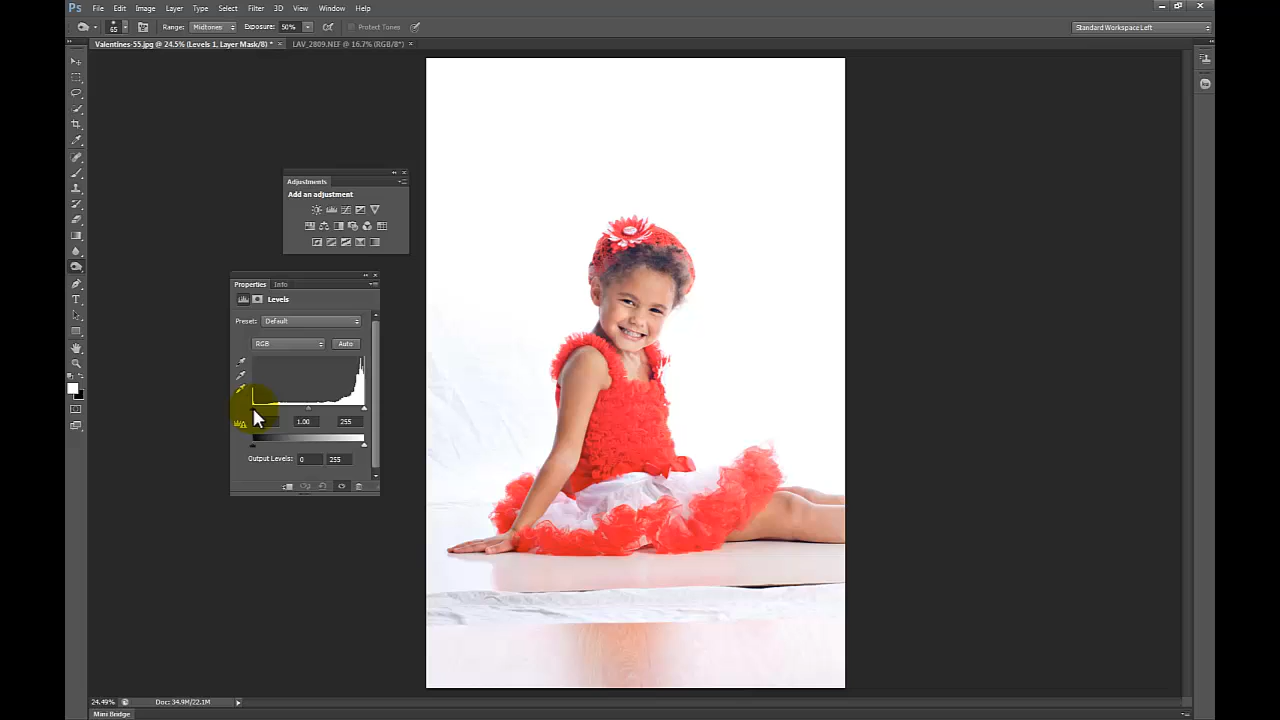 Ps File Edit Image Layer Type Select Filter 3D View Window Help
65 Range: Midtones Exposure: 50% Protect Tones Standard Workspace Left
Valentines-55.jpg @ 24.5% (Levels 1, Layer Mask/8) * × LAV_2809.NEF @ 16.7% (RGB/8*) ×
Adjustments
Add an adjustment
Properties Info
Levels
Preset: Default
RGB Auto
1.00 255
Output Levels: 0 255
24.49% Doc: 34.9M/22.1M
Mini Bridge